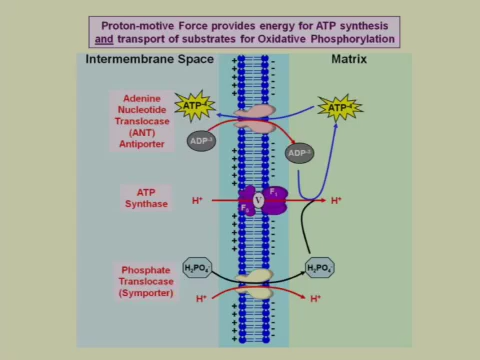 Proton-motive Force provides energy for ATP synthesis
and transport of substrates for Oxidative Phosphorylation
Intermembrane Space
Matrix
Adenine
Nucleotide
Translocase
(ANT)
Antiporter
ATP⁻⁴
ATP⁻⁴
ADP⁻³
ADP⁻³
ATP
Synthase
H⁺
F₀
V
F₁
H⁺
H₂PO₄⁻
H₂PO₄⁻
Phosphate
Translocase
(Symporter)
H⁺
H⁺